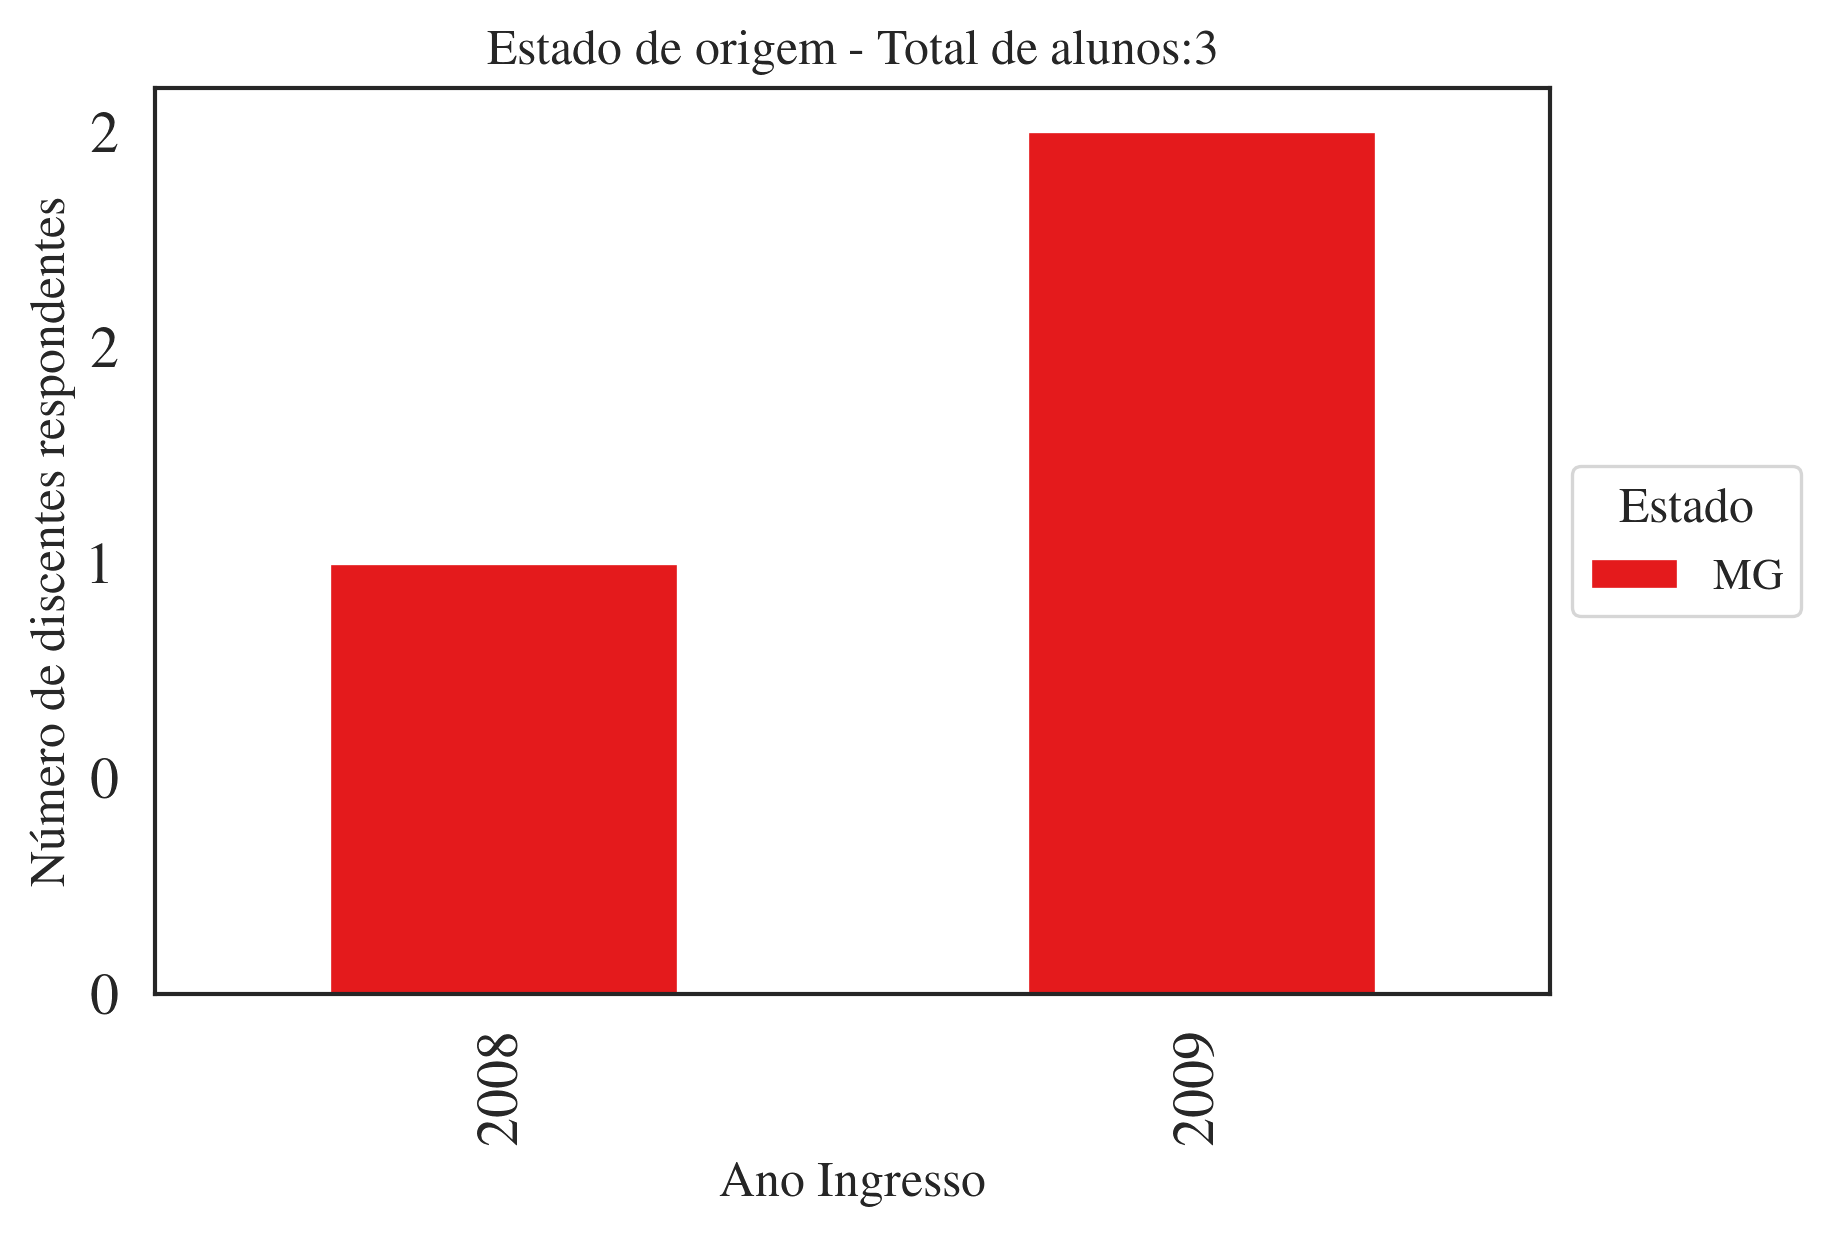 Estado de origem - Total de alunos:3
Número de discentes respondentes
2
2
1
0
0
2008
2009
Ano Ingresso
Estado
MG